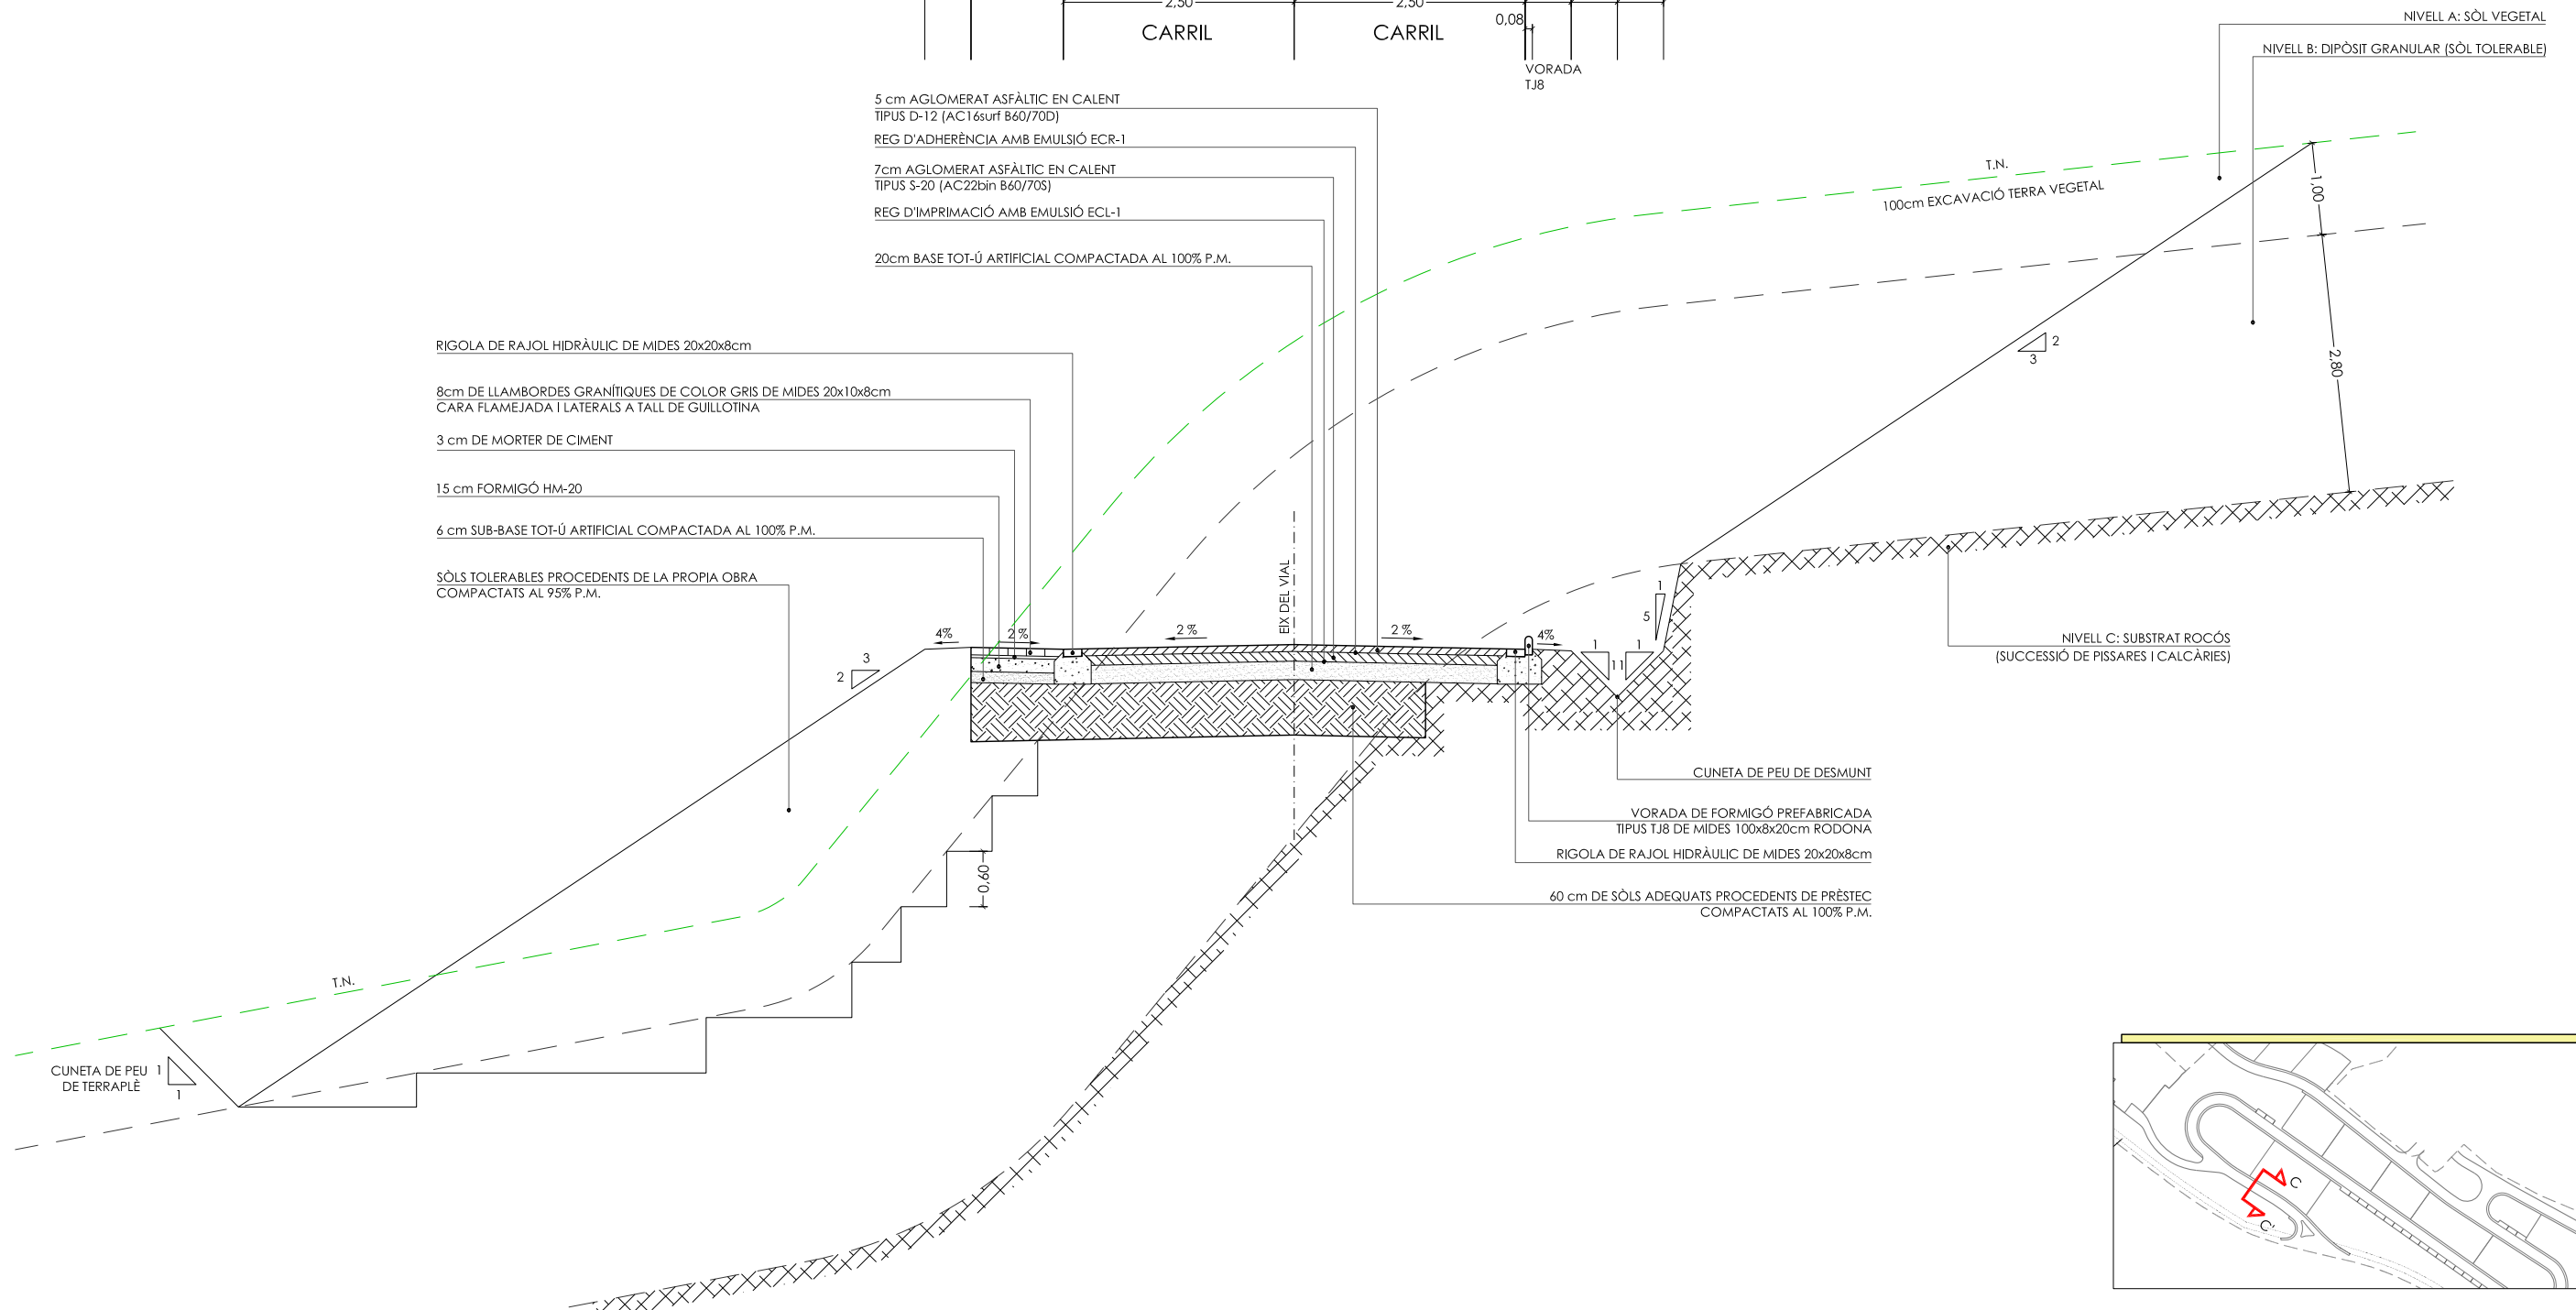 2,50
2,50
CARRIL
CARRIL
0,08
VORADA
TJ8
NIVELL A: SÒL VEGETAL
NIVELL B: DIPÒSIT GRANULAR (SÒL TOLERABLE)
5 cm AGLOMERAT ASFÀLTIC EN CALENT
TIPUS D-12 (AC16surf B60/70D)
REG D'ADHERÈNCIA AMB EMULSIÓ ECR-1
7cm AGLOMERAT ASFÀLTIC EN CALENT
TIPUS S-20 (AC22bin B60/70S)
REG D'IMPRIMACIÓ AMB EMULSIÓ ECL-1
20cm BASE TOT-Ú ARTIFICIAL COMPACTADA AL 100% P.M.
T.N.
100cm EXCAVACIÓ TERRA VEGETAL
1,00
2,80
2
3
RIGOLA DE RAJOL HIDRÀULIC DE MIDES 20x20x8cm
8cm DE LLAMBORDES GRANÍTIQUES DE COLOR GRIS DE MIDES 20x10x8cm
CARA FLAMEJADA I LATERALS A TALL DE GUILLOTINA
3 cm DE MORTER DE CIMENT
15 cm FORMIGÓ HM-20
6 cm SUB-BASE TOT-Ú ARTIFICIAL COMPACTADA AL 100% P.M.
SÒLS TOLERABLES PROCEDENTS DE LA PROPIA OBRA
COMPACTATS AL 95% P.M.
EIX DEL VIAL
4%
2 %
2 %
2 %
4%
1
5
1
1
11
3
2
NIVELL C: SUBSTRAT ROCÓS
(SUCCESSIÓ DE PISSARES I CALCÀRIES)
CUNETA DE PEU DE DESMUNT
VORADA DE FORMIGÓ PREFABRICADA
TIPUS TJ8 DE MIDES 100x8x20cm RODONA
RIGOLA DE RAJOL HIDRÀULIC DE MIDES 20x20x8cm
60 cm DE SÒLS ADEQUATS PROCEDENTS DE PRÈSTEC
COMPACTATS AL 100% P.M.
0,60
T.N.
CUNETA DE PEU
DE TERRAPLÈ
1
1
C
C'